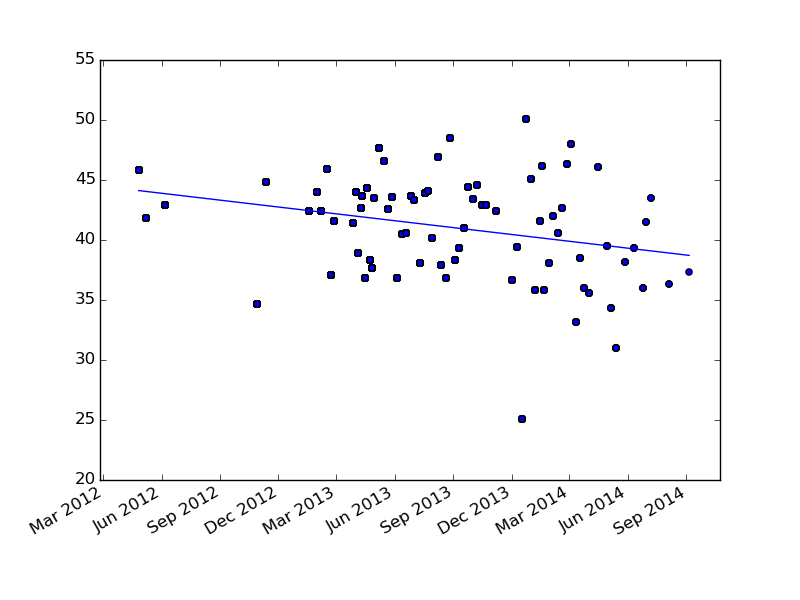 55
50
45
40
35
30
25
20
Mar 2012
Jun 2012
Sep 2012
Dec 2012
Mar 2013
Jun 2013
Sep 2013
Dec 2013
Mar 2014
Jun 2014
Sep 2014